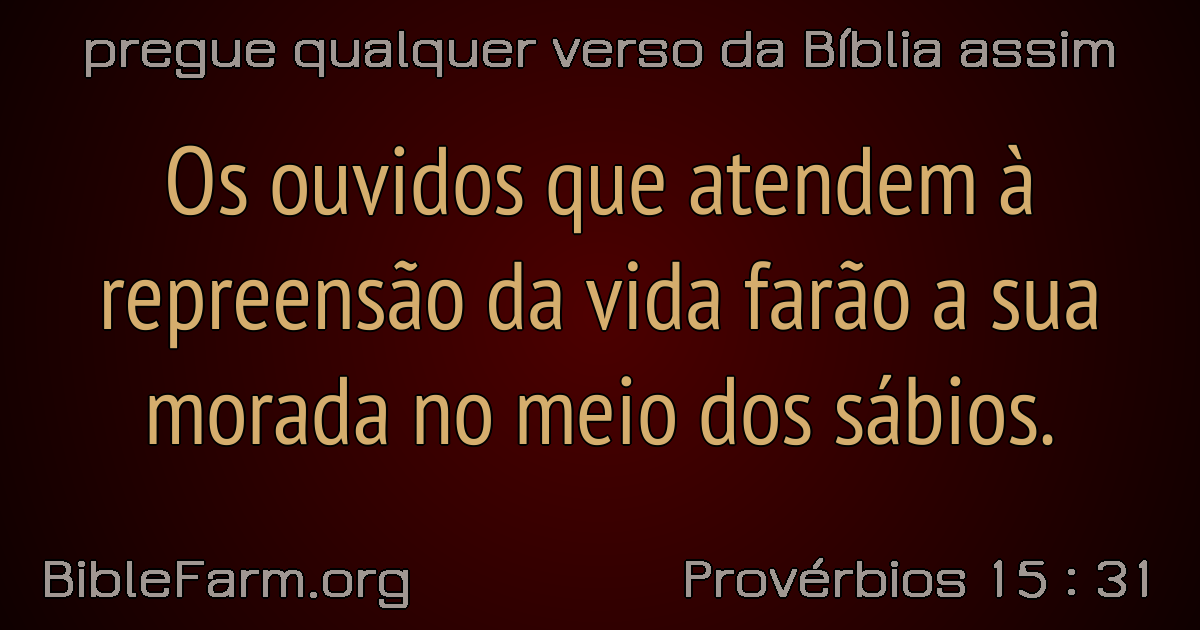 pregue qualquer verso da Bíblia assim
Os ouvidos que atendem à
repreensão da vida farão a sua
morada no meio dos sábios.
BibleFarm.org
Provérbios 15 : 31